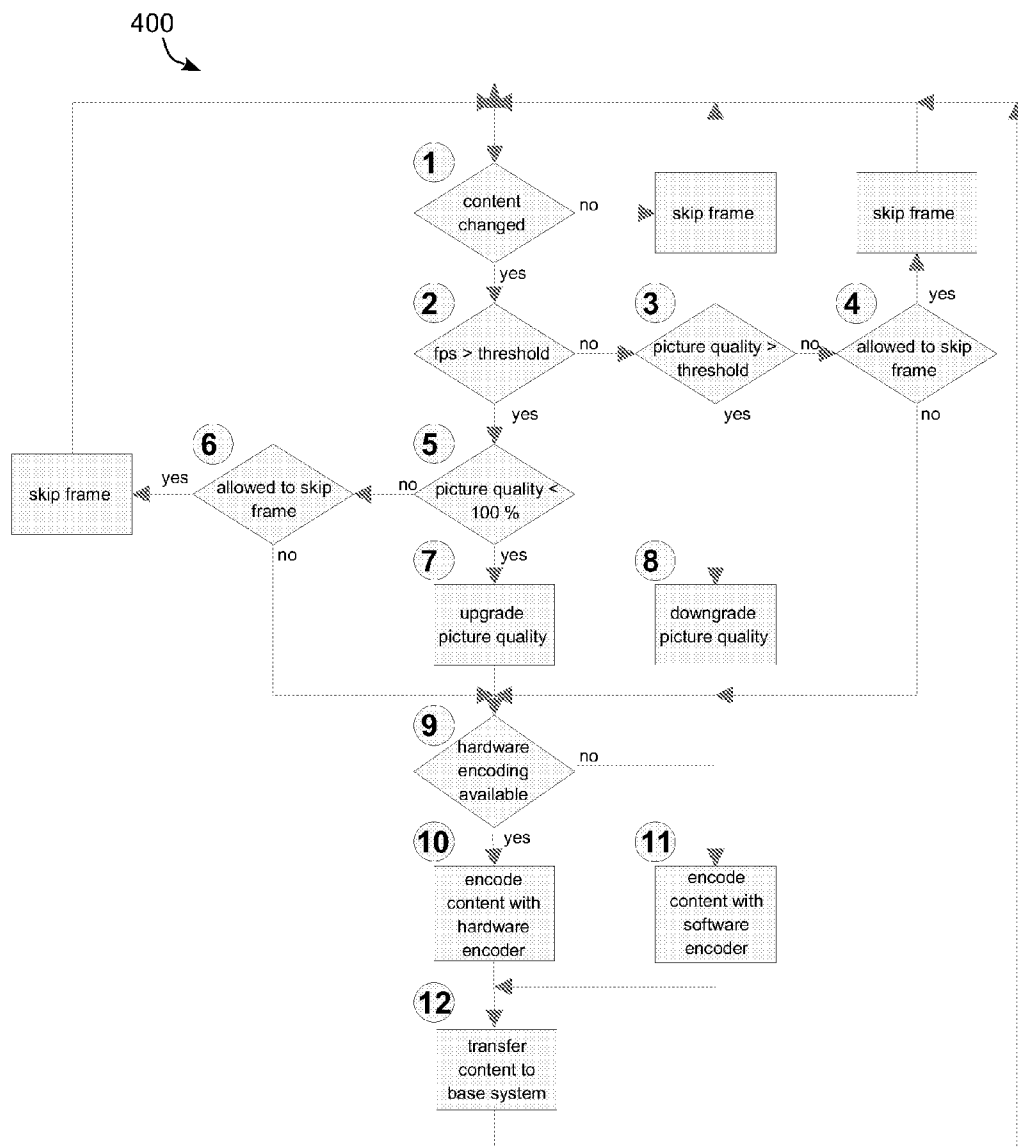 400
1
content
changed
no
skip frame
skip frame
yes
yes
2
fps > threshold
no
3
picture quality >
threshold
no
4
allowed to skip
frame
yes
yes
no
skip frame
yes
6
allowed to skip
frame
no
5
picture quality <
100 %
no
yes
7
upgrade
picture quality
8
downgrade
picture quality
9
hardware
encoding
available
no
yes
10
encode
content with
hardware
encoder
11
encode
content with
software
encoder
12
transfer
content to
base system